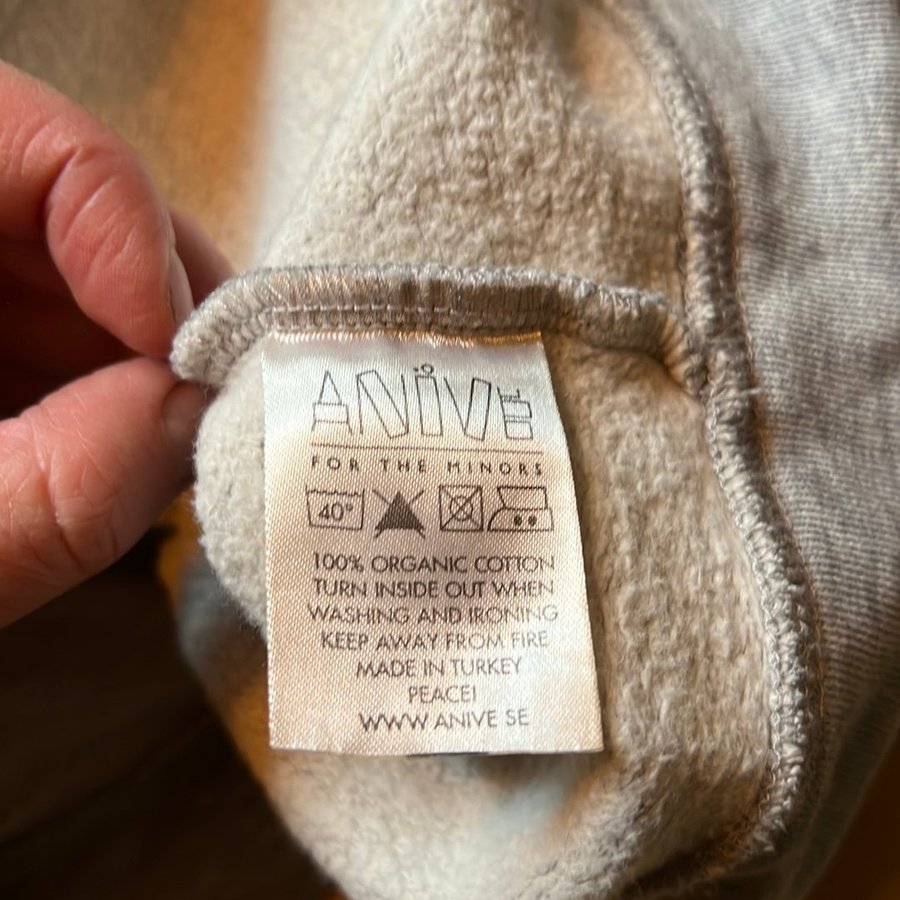 ANIVE
FOR THE MINORS
40°
100% ORGANIC COTTON
TURN INSIDE OUT WHEN
WASHING AND IRONING
KEEP AWAY FROM FIRE
MADE IN TURKEY
PEACE!
WWW ANIVE SE